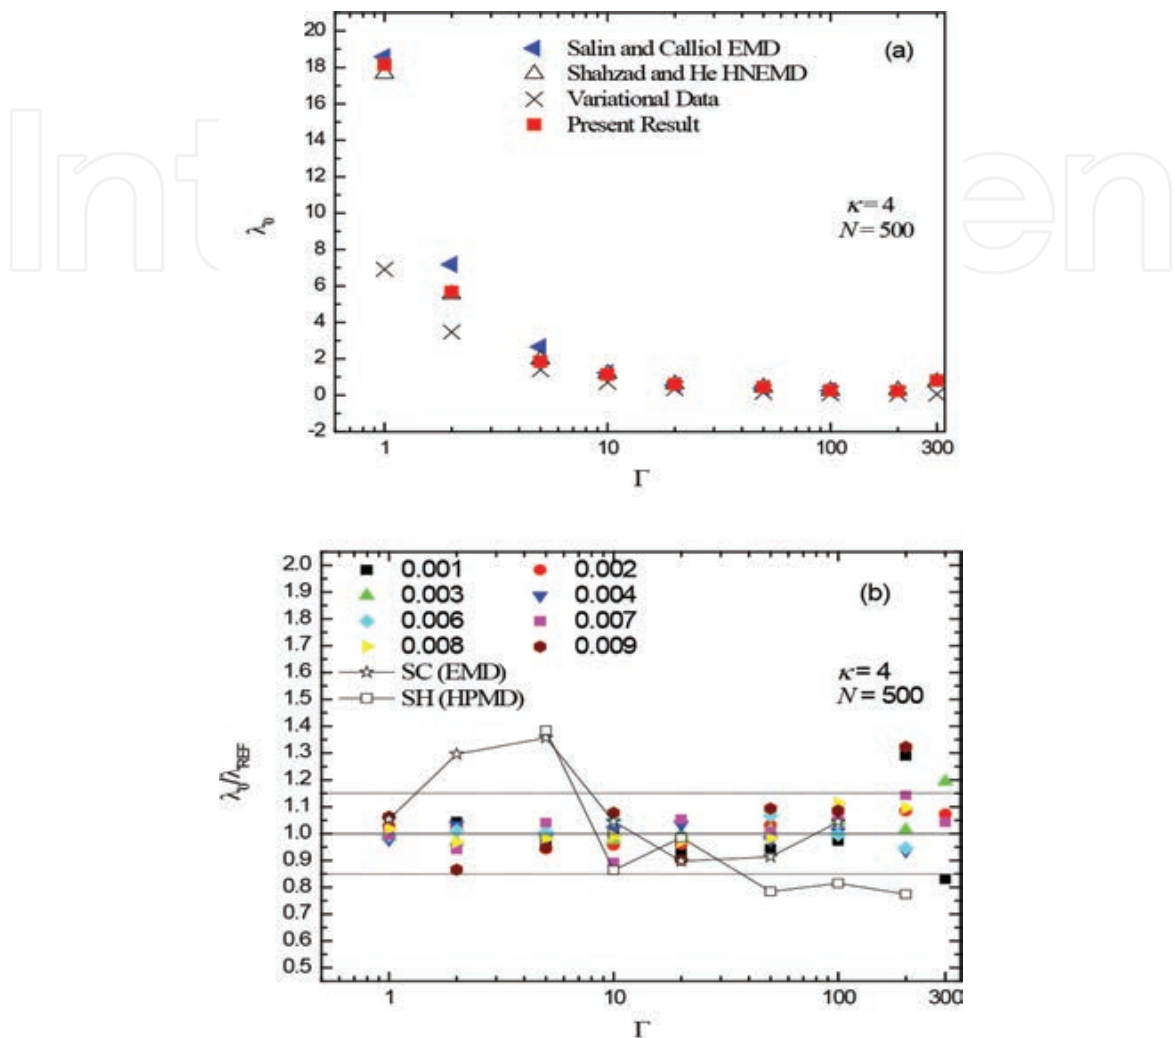 20
18
16
14
12
10
8
6
4
2
0
-2
λ₀
Salin and Calliol EMD
Shahzad and He HNEMD
Variational Data
Present Result
(a)
κ = 4
N = 500
1
10
100
300
Γ
Inten
2.0
1.9
1.8
1.7
1.6
1.5
1.4
1.3
1.2
1.1
1.0
0.9
0.8
0.7
0.6
0.5
λ₀/λREF
0.001
0.002
0.003
0.004
0.006
0.007
0.008
0.009
SC (EMD)
SH (HPMD)
(b)
κ = 4
N = 500
1
10
100
300
Γ